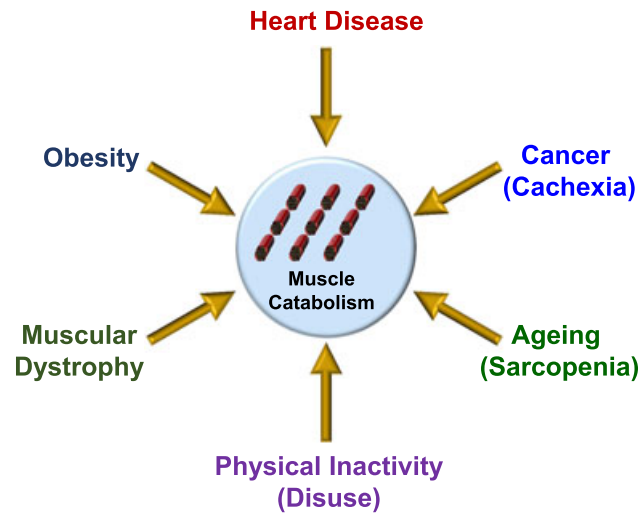 Heart Disease
Obesity
Cancer
(Cachexia)
Muscle
Catabolism
Muscular
Dystrophy
Ageing
(Sarcopenia)
Physical Inactivity
(Disuse)